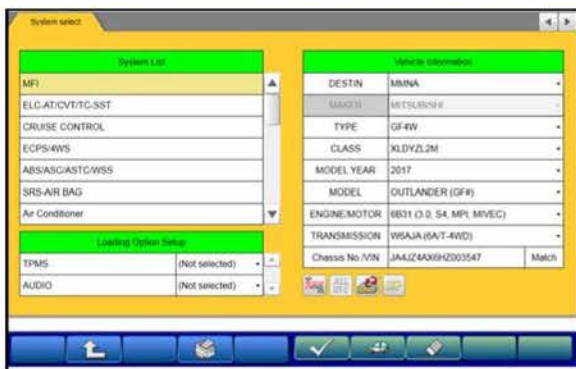 System select
System List
MFI
ELC-AT/CVT/TC-SST
CRUISE CONTROL
ECPS/4WS
ABS/ASC/ASTC/WSS
SRS-AIR BAG
Air Conditioner
Loading Option Setup
TPMS (Not selected)
AUDIO (Not selected)
Vehicle Information
DESTIN MMNA
MAKER MITSUBISHI
TYPE GF4W
CLASS XLDYZL2M
MODEL YEAR 2017
MODEL OUTLANDER (GF#)
ENGINE/MOTOR 6B31 (3.0, S4, MPI, MIVEC)
TRANSMISSION W6AJA (6A/T-4WD)
Chassis No./VIN JA4JZ4AX6HZ003547 Match